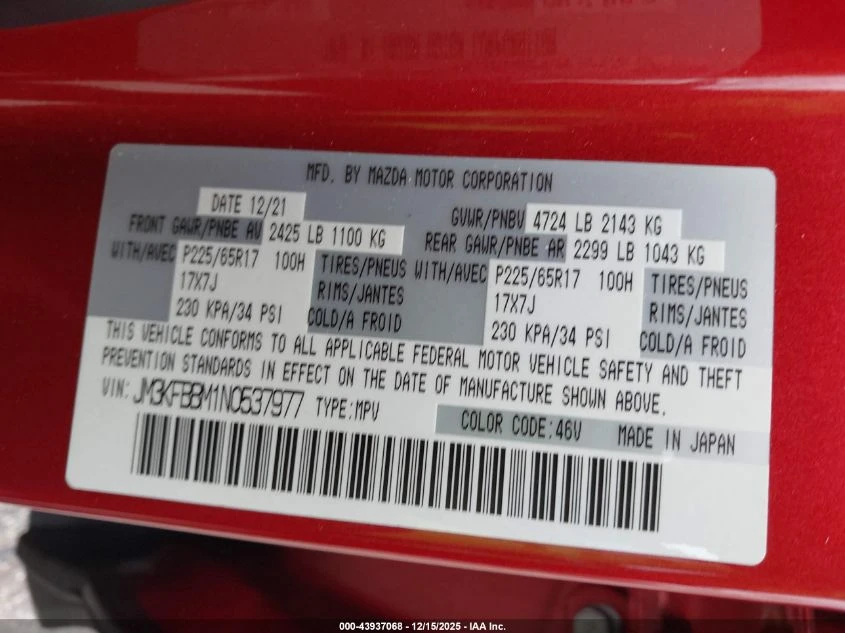 MFD. BY MAZDA MOTOR CORPORATION
DATE 12/21
GVWR/PNBV 4724 LB 2143 KG
FRONT GAWR/PNBE AV 2425 LB 1100 KG
REAR GAWR/PNBE AR 2299 LB 1043 KG
WITH/AVEC P225/65R17 100H TIRES/PNEUS
17X7J RIMS/JANTES
230 KPA/34 PSI COLD/A FROID
WITH/AVEC P225/65R17 100H TIRES/PNEUS
17X7J RIMS/JANTES
230 KPA/34 PSI COLD/A FROID
THIS VEHICLE CONFORMS TO ALL APPLICABLE FEDERAL MOTOR VEHICLE SAFETY AND THEFT
PREVENTION STANDARDS IN EFFECT ON THE DATE OF MANUFACTURE SHOWN ABOVE.
VIN: JM3KFBBM1N0537977 TYPE:MPV
COLOR CODE:46V MADE IN JAPAN
000-43937068 - 12/15/2025 - IAA Inc.